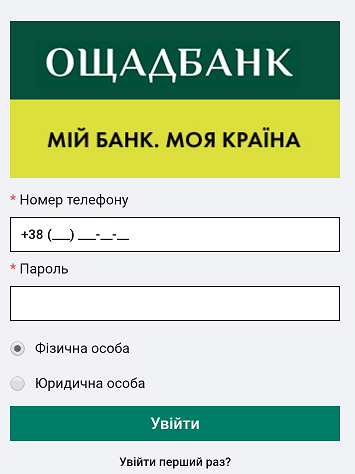 ОЩАДБАНК
МІЙ БАНК. МОЯ КРАЇНА
* Номер телефону
+38 (___) ___-__-__
* Пароль
Фізична особа
Юридична особа
Увійти
Увійти перший раз?